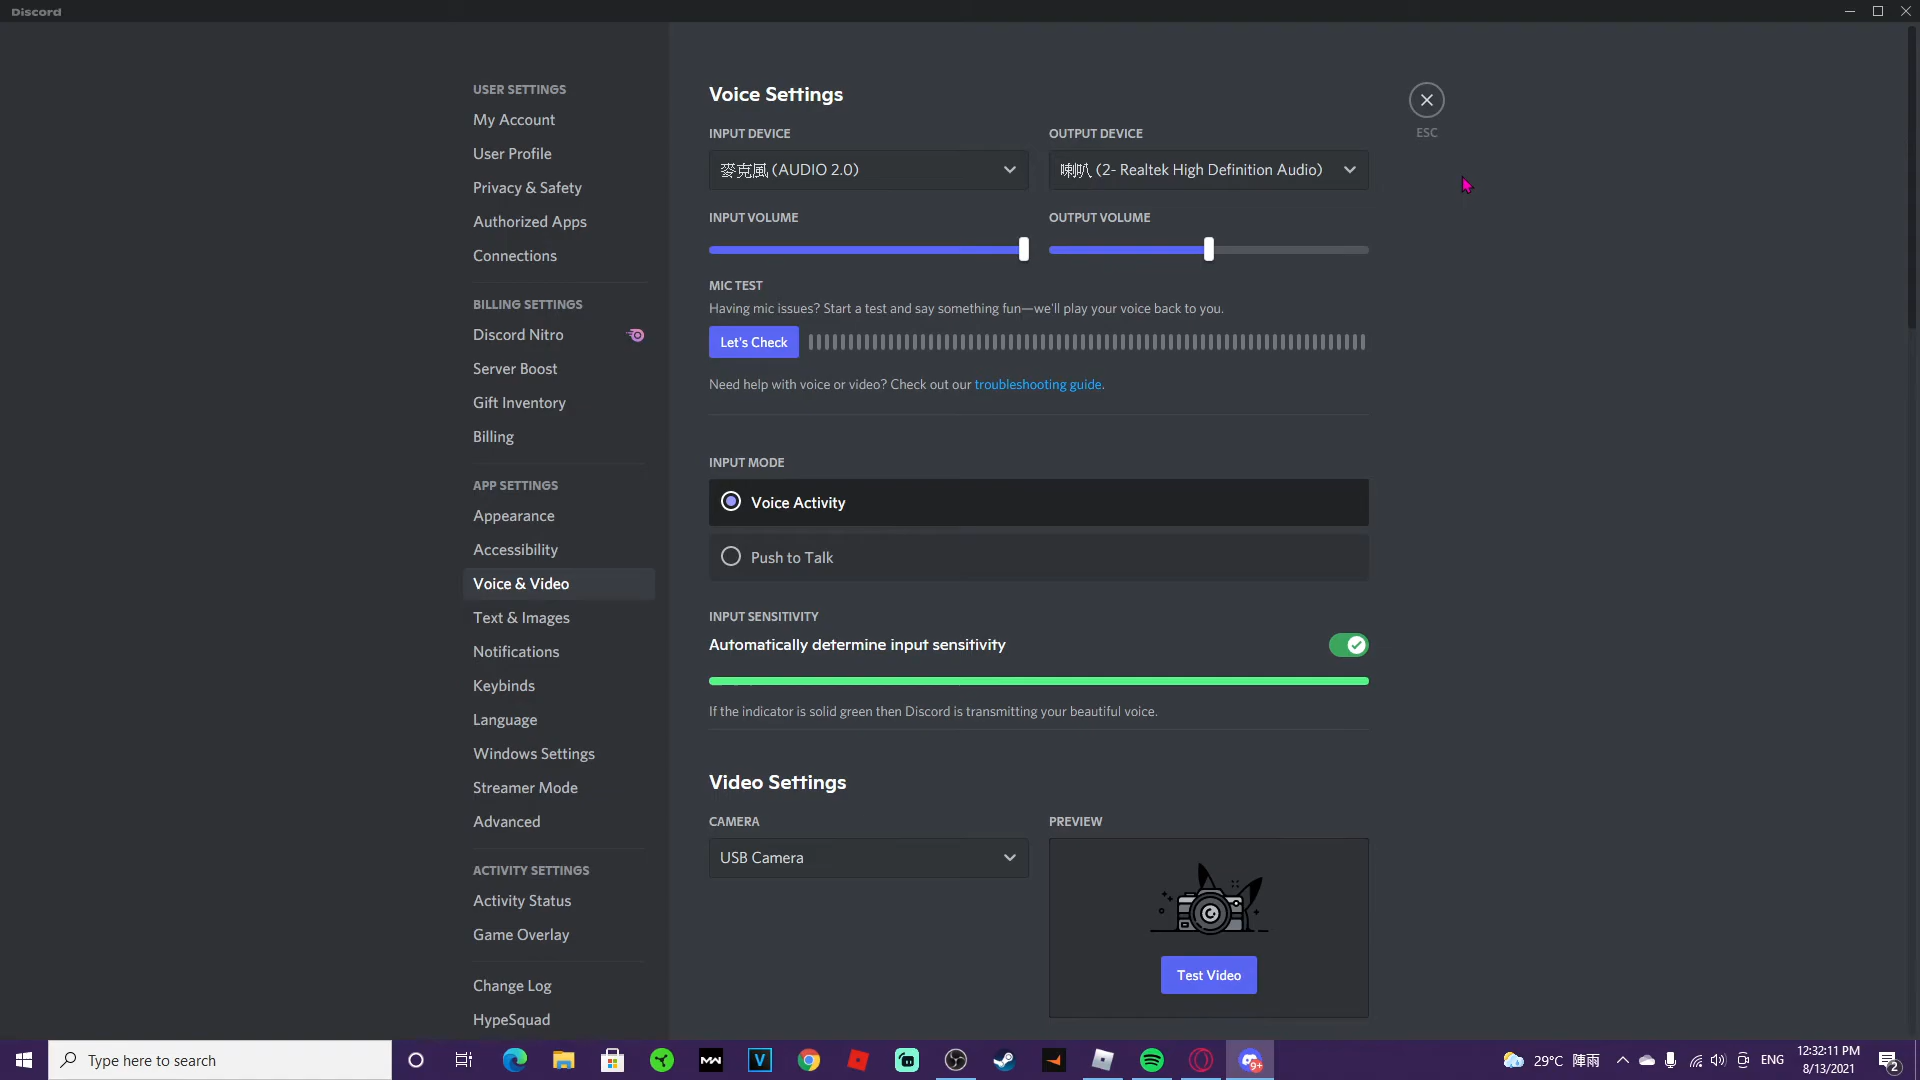 Discord
USER SETTINGS
My Account
User Profile
Privacy & Safety
Authorized Apps
Connections
BILLING SETTINGS
Discord Nitro
Server Boost
Gift Inventory
Billing
APP SETTINGS
Appearance
Accessibility
Voice & Video
Text & Images
Notifications
Keybinds
Language
Windows Settings
Streamer Mode
Advanced
ACTIVITY SETTINGS
Activity Status
Game Overlay
Change Log
HypeSquad
Voice Settings
ESC
INPUT DEVICE
麥克風 (AUDIO 2.0)
OUTPUT DEVICE
喇叭 (2- Realtek High Definition Audio)
INPUT VOLUME
OUTPUT VOLUME
MIC TEST
Having mic issues? Start a test and say something fun—we'll play your voice back to you.
Let's Check
Need help with voice or video? Check out our troubleshooting guide.
INPUT MODE
Voice Activity
Push to Talk
INPUT SENSITIVITY
Automatically determine input sensitivity
If the indicator is solid green then Discord is transmitting your beautiful voice.
Video Settings
CAMERA
USB Camera
PREVIEW
Test Video
Type here to search
MW
V
9+
29°C 陣雨
ENG
12:32:11 PM
8/13/2021
2